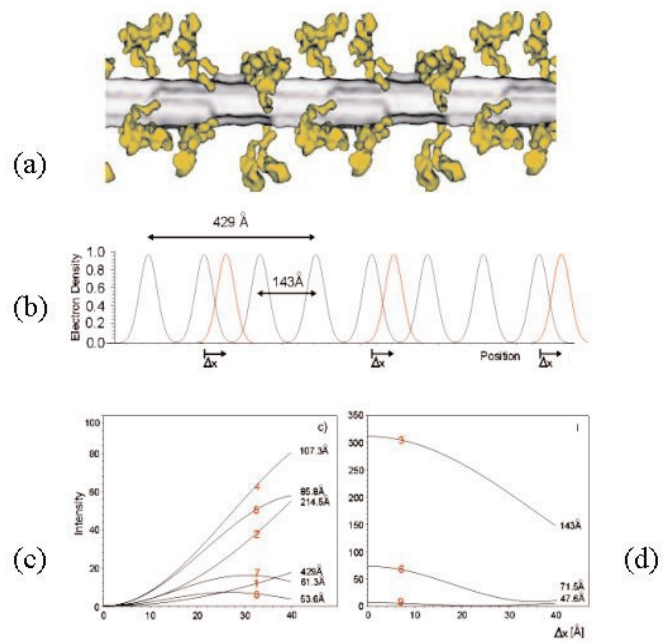 (a)
429 Å
(b)
Electron Density
1.0
0.8
0.6
0.4
0.2
0.0
143Å
Δx
Δx
Position
Δx
(c)
Intensity
100
80
60
40
20
0
c)
107.3Å
85.8Å
214.5Å
429Å
61.3Å
53.6Å
4
5
2
7
1
8
0 10 20 30 40 50
350
300
250
200
150
100
50
0
i
3
143Å
6
71.5Å
47.6Å
9
0 10 20 30 40 50
Δx [Å]
(d)